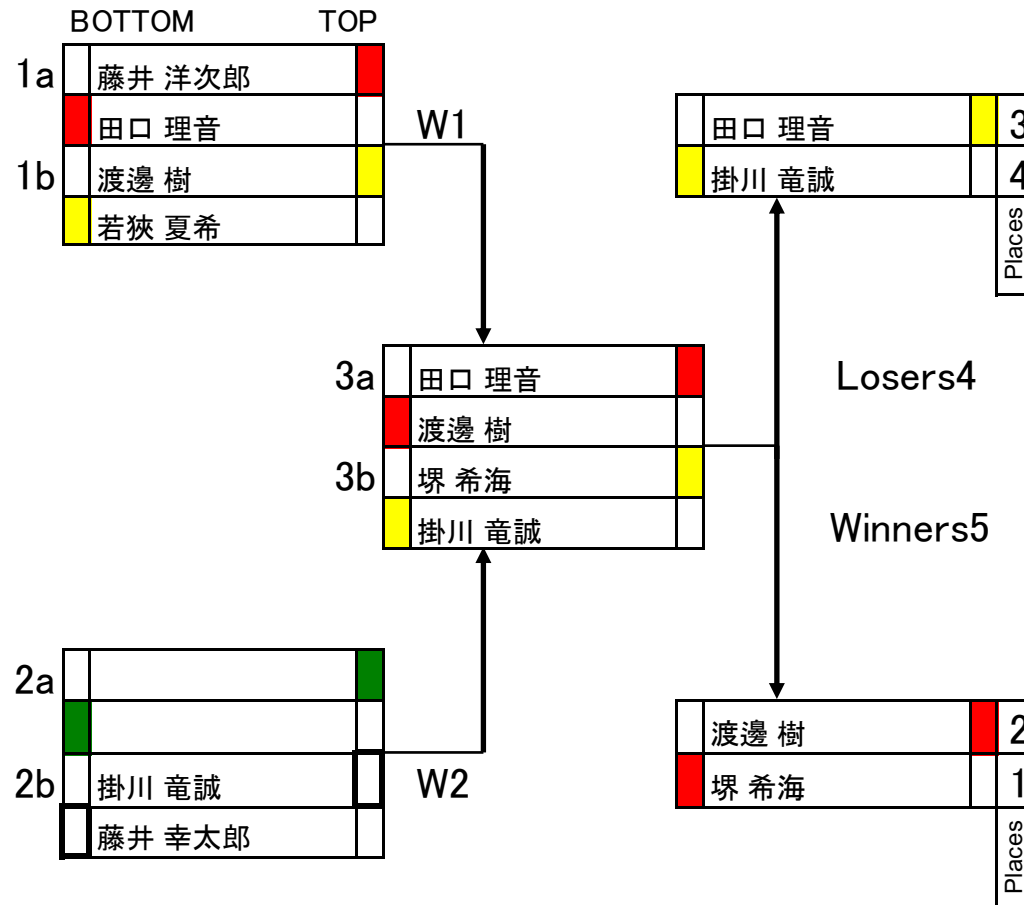 BOTTOM TOP
1a 藤井 洋次郎
田口 理音
1b 渡邊 樹
若狹 夏希
W1
田口 理音 3
掛川 竜誠 4
Places
3a 田口 理音
渡邊 樹
3b 堺 希海
掛川 竜誠
Losers4
Winners5
2a
2b 掛川 竜誠
藤井 幸太郎
W2
渡邊 樹 2
堺 希海 1
Places